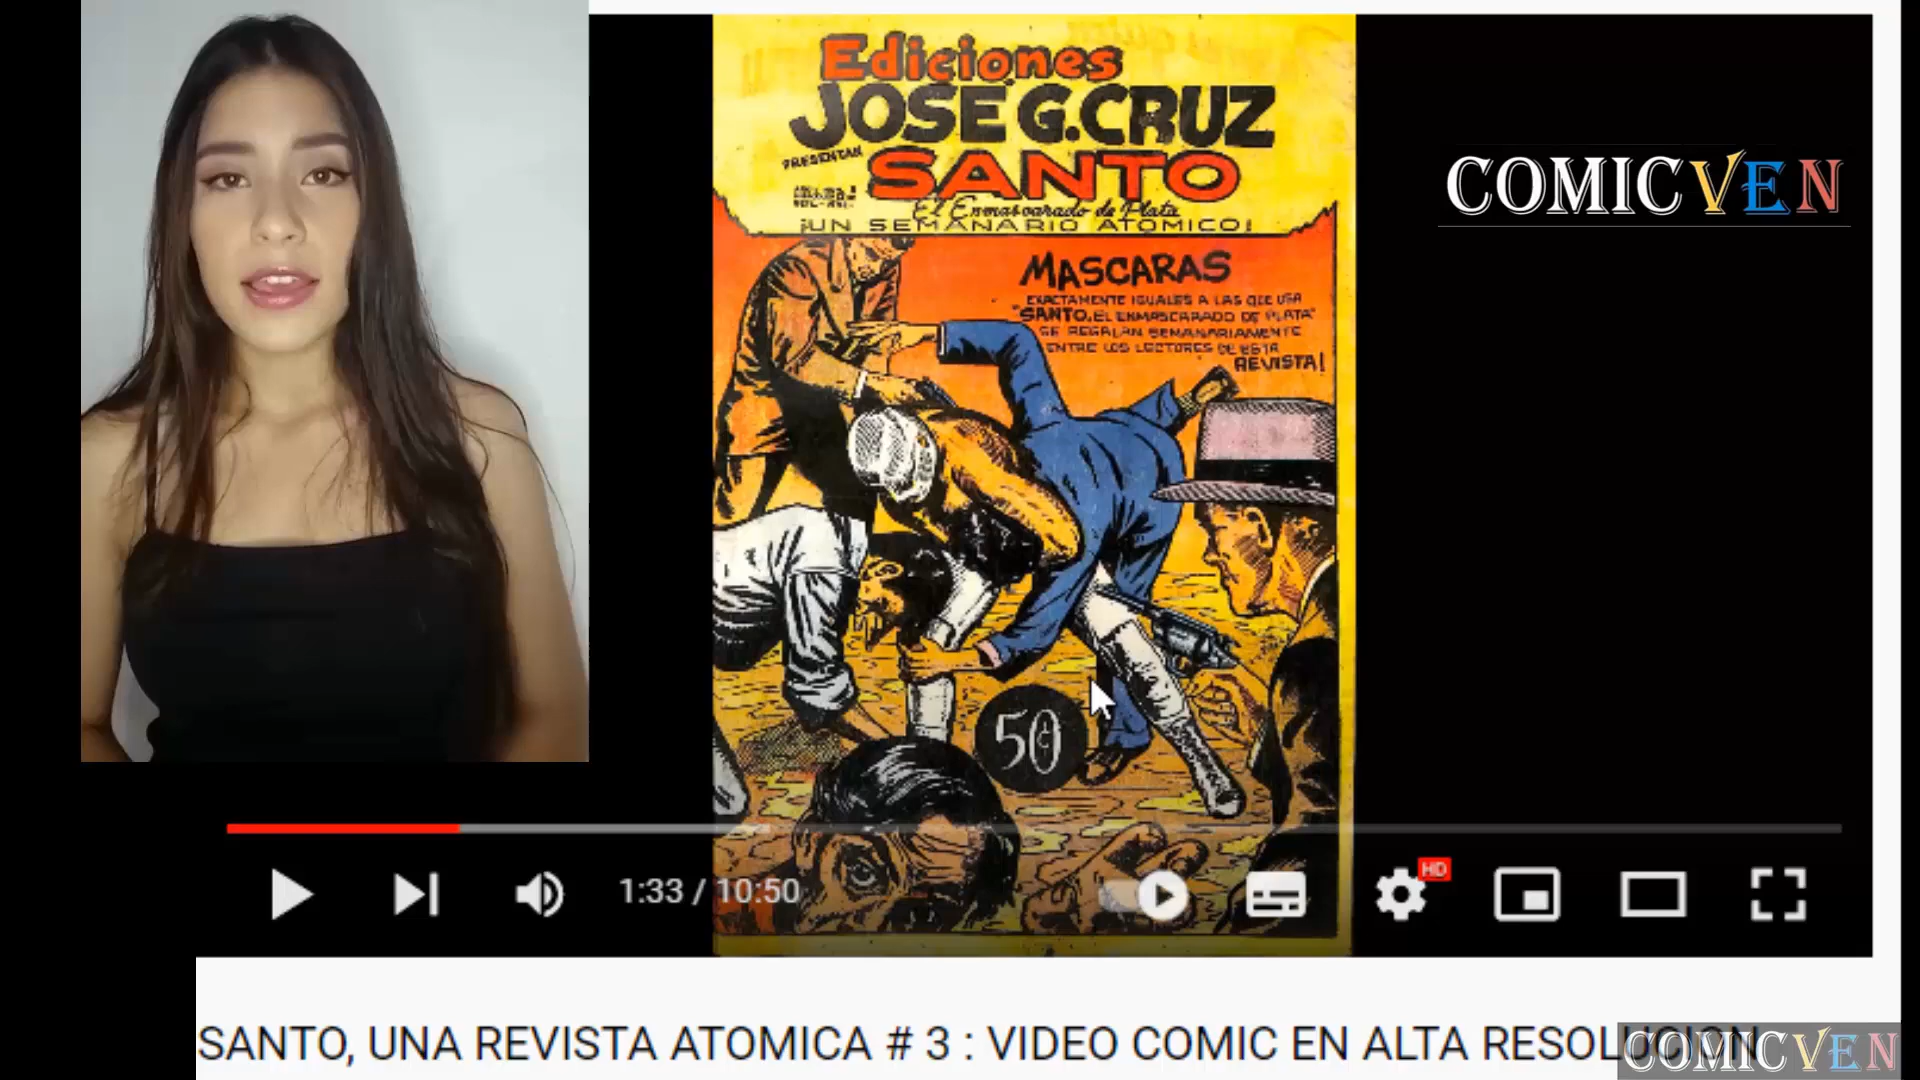 Ediciones
JOSE G. CRUZ
PRESENTAN
SANTO
El Enmascarado de Plata
¡UN SEMANARIO ATOMICO!
MASCARAS
EXACTAMENTE IGUALES A LAS QUE USA
"SANTO, EL ENMASCARADO DE PLATA"
SE REGALAN SEMANARIAMENTE
ENTRE LOS LECTORES DE ESTA
REVISTA!
50¢
COMICVEN
1:33 / 10:50
HD
SANTO, UNA REVISTA ATOMICA # 3 : VIDEO COMIC EN ALTA RESOLUCION
COMICVEN